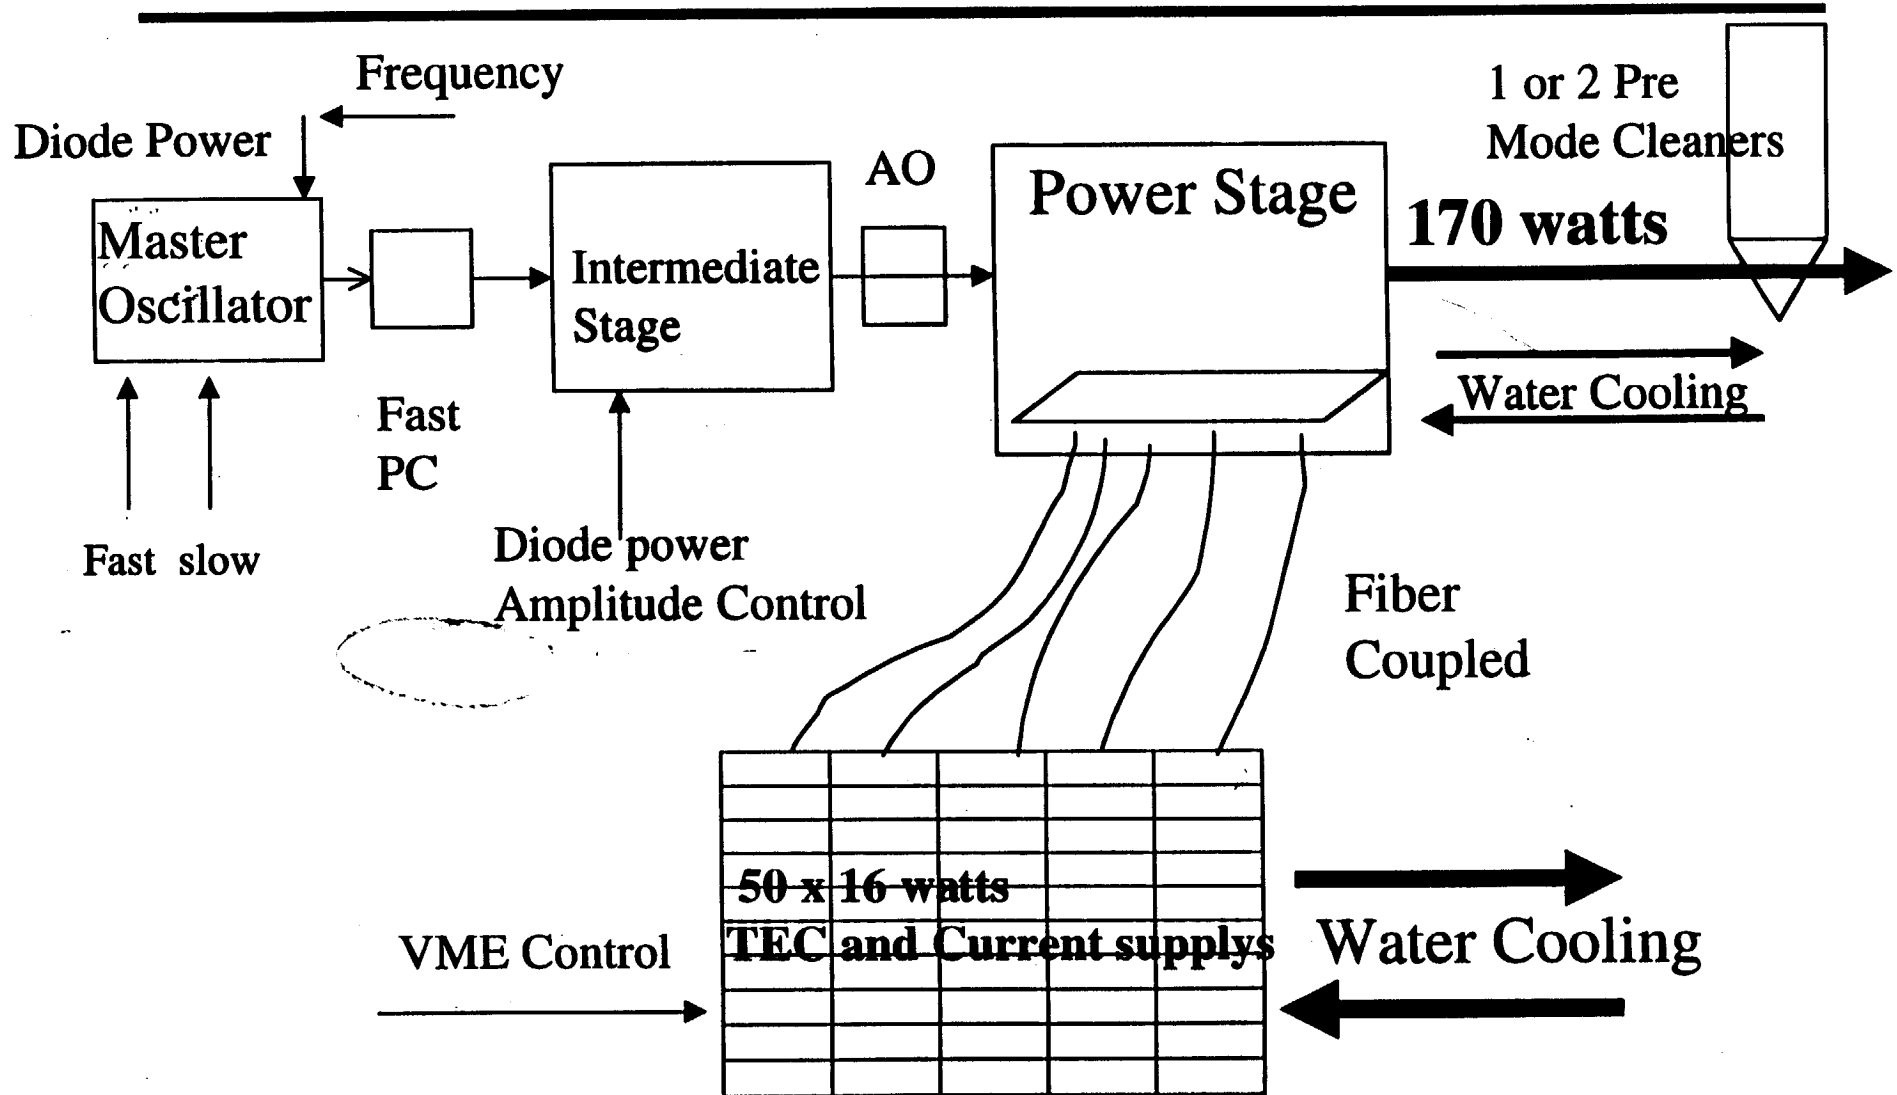 Frequency
Diode Power
1 or 2 Pre
Mode Cleaners
AO
Power Stage
170 watts
Master
Oscillator
Intermediate
Stage
Water Cooling
Fast
PC
Fast slow
Diode power
Amplitude Control
Fiber
Coupled
50 x 16 watts
TEC and Current supplys
VME Control
Water Cooling